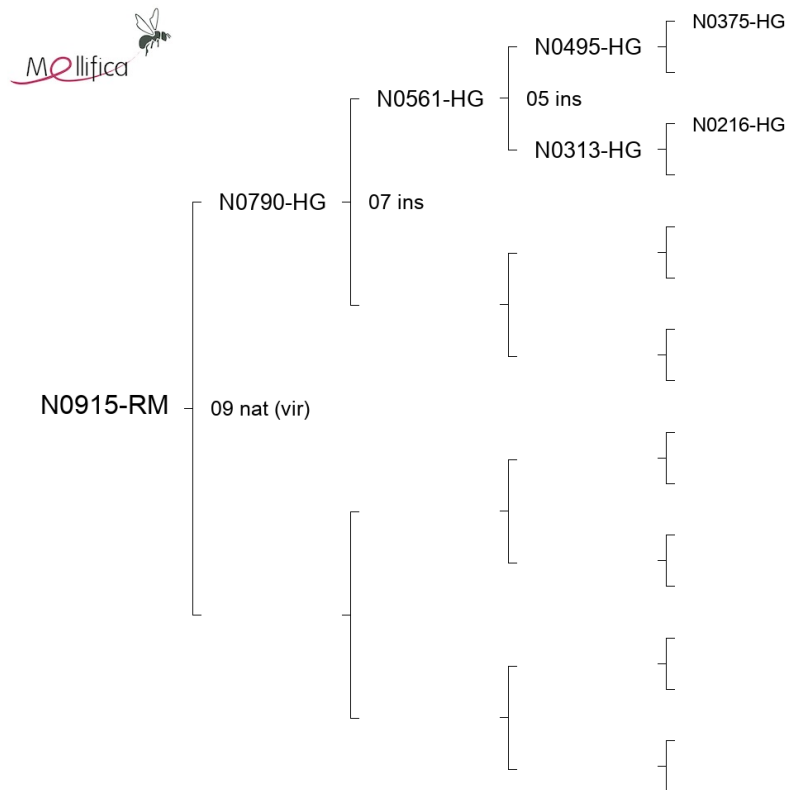 Mellifica
N0375-HG
N0495-HG
N0561-HG
05 ins
N0313-HG
N0216-HG
N0790-HG
07 ins
N0915-RM
09 nat (vir)